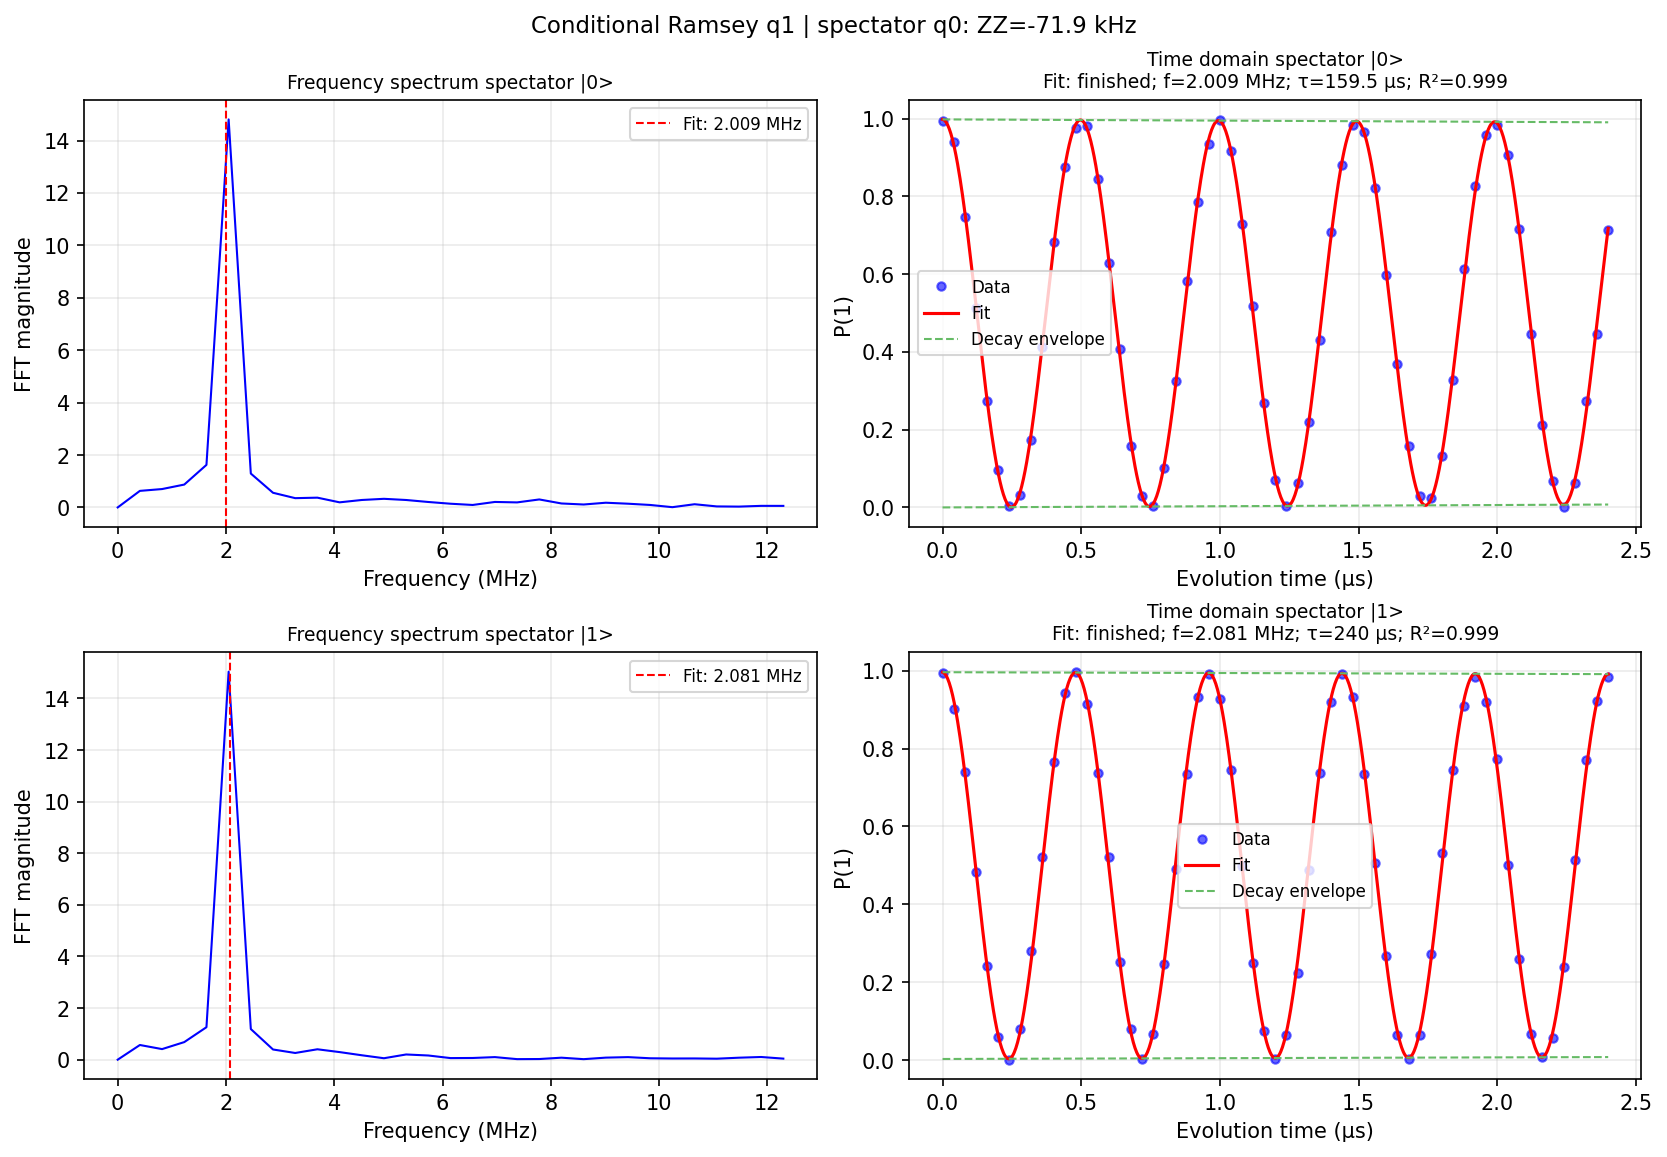 Conditional Ramsey q1 | spectator q0: ZZ=-71.9 kHz
Frequency spectrum spectator |0>
14
12
10
8
6
4
2
0
FFT magnitude
Fit: 2.009 MHz
0 2 4 6 8 10 12
Frequency (MHz)
Time domain spectator |0>
Fit: finished; f=2.009 MHz; τ=159.5 μs; R²=0.999
1.0
0.8
0.6
0.4
0.2
0.0
P(1)
Data
Fit
Decay envelope
0.0 0.5 1.0 1.5 2.0 2.5
Evolution time (μs)
Frequency spectrum spectator |1>
14
12
10
8
6
4
2
0
FFT magnitude
Fit: 2.081 MHz
0 2 4 6 8 10 12
Frequency (MHz)
Time domain spectator |1>
Fit: finished; f=2.081 MHz; τ=240 μs; R²=0.999
1.0
0.8
0.6
0.4
0.2
0.0
P(1)
Data
Fit
Decay envelope
0.0 0.5 1.0 1.5 2.0 2.5
Evolution time (μs)